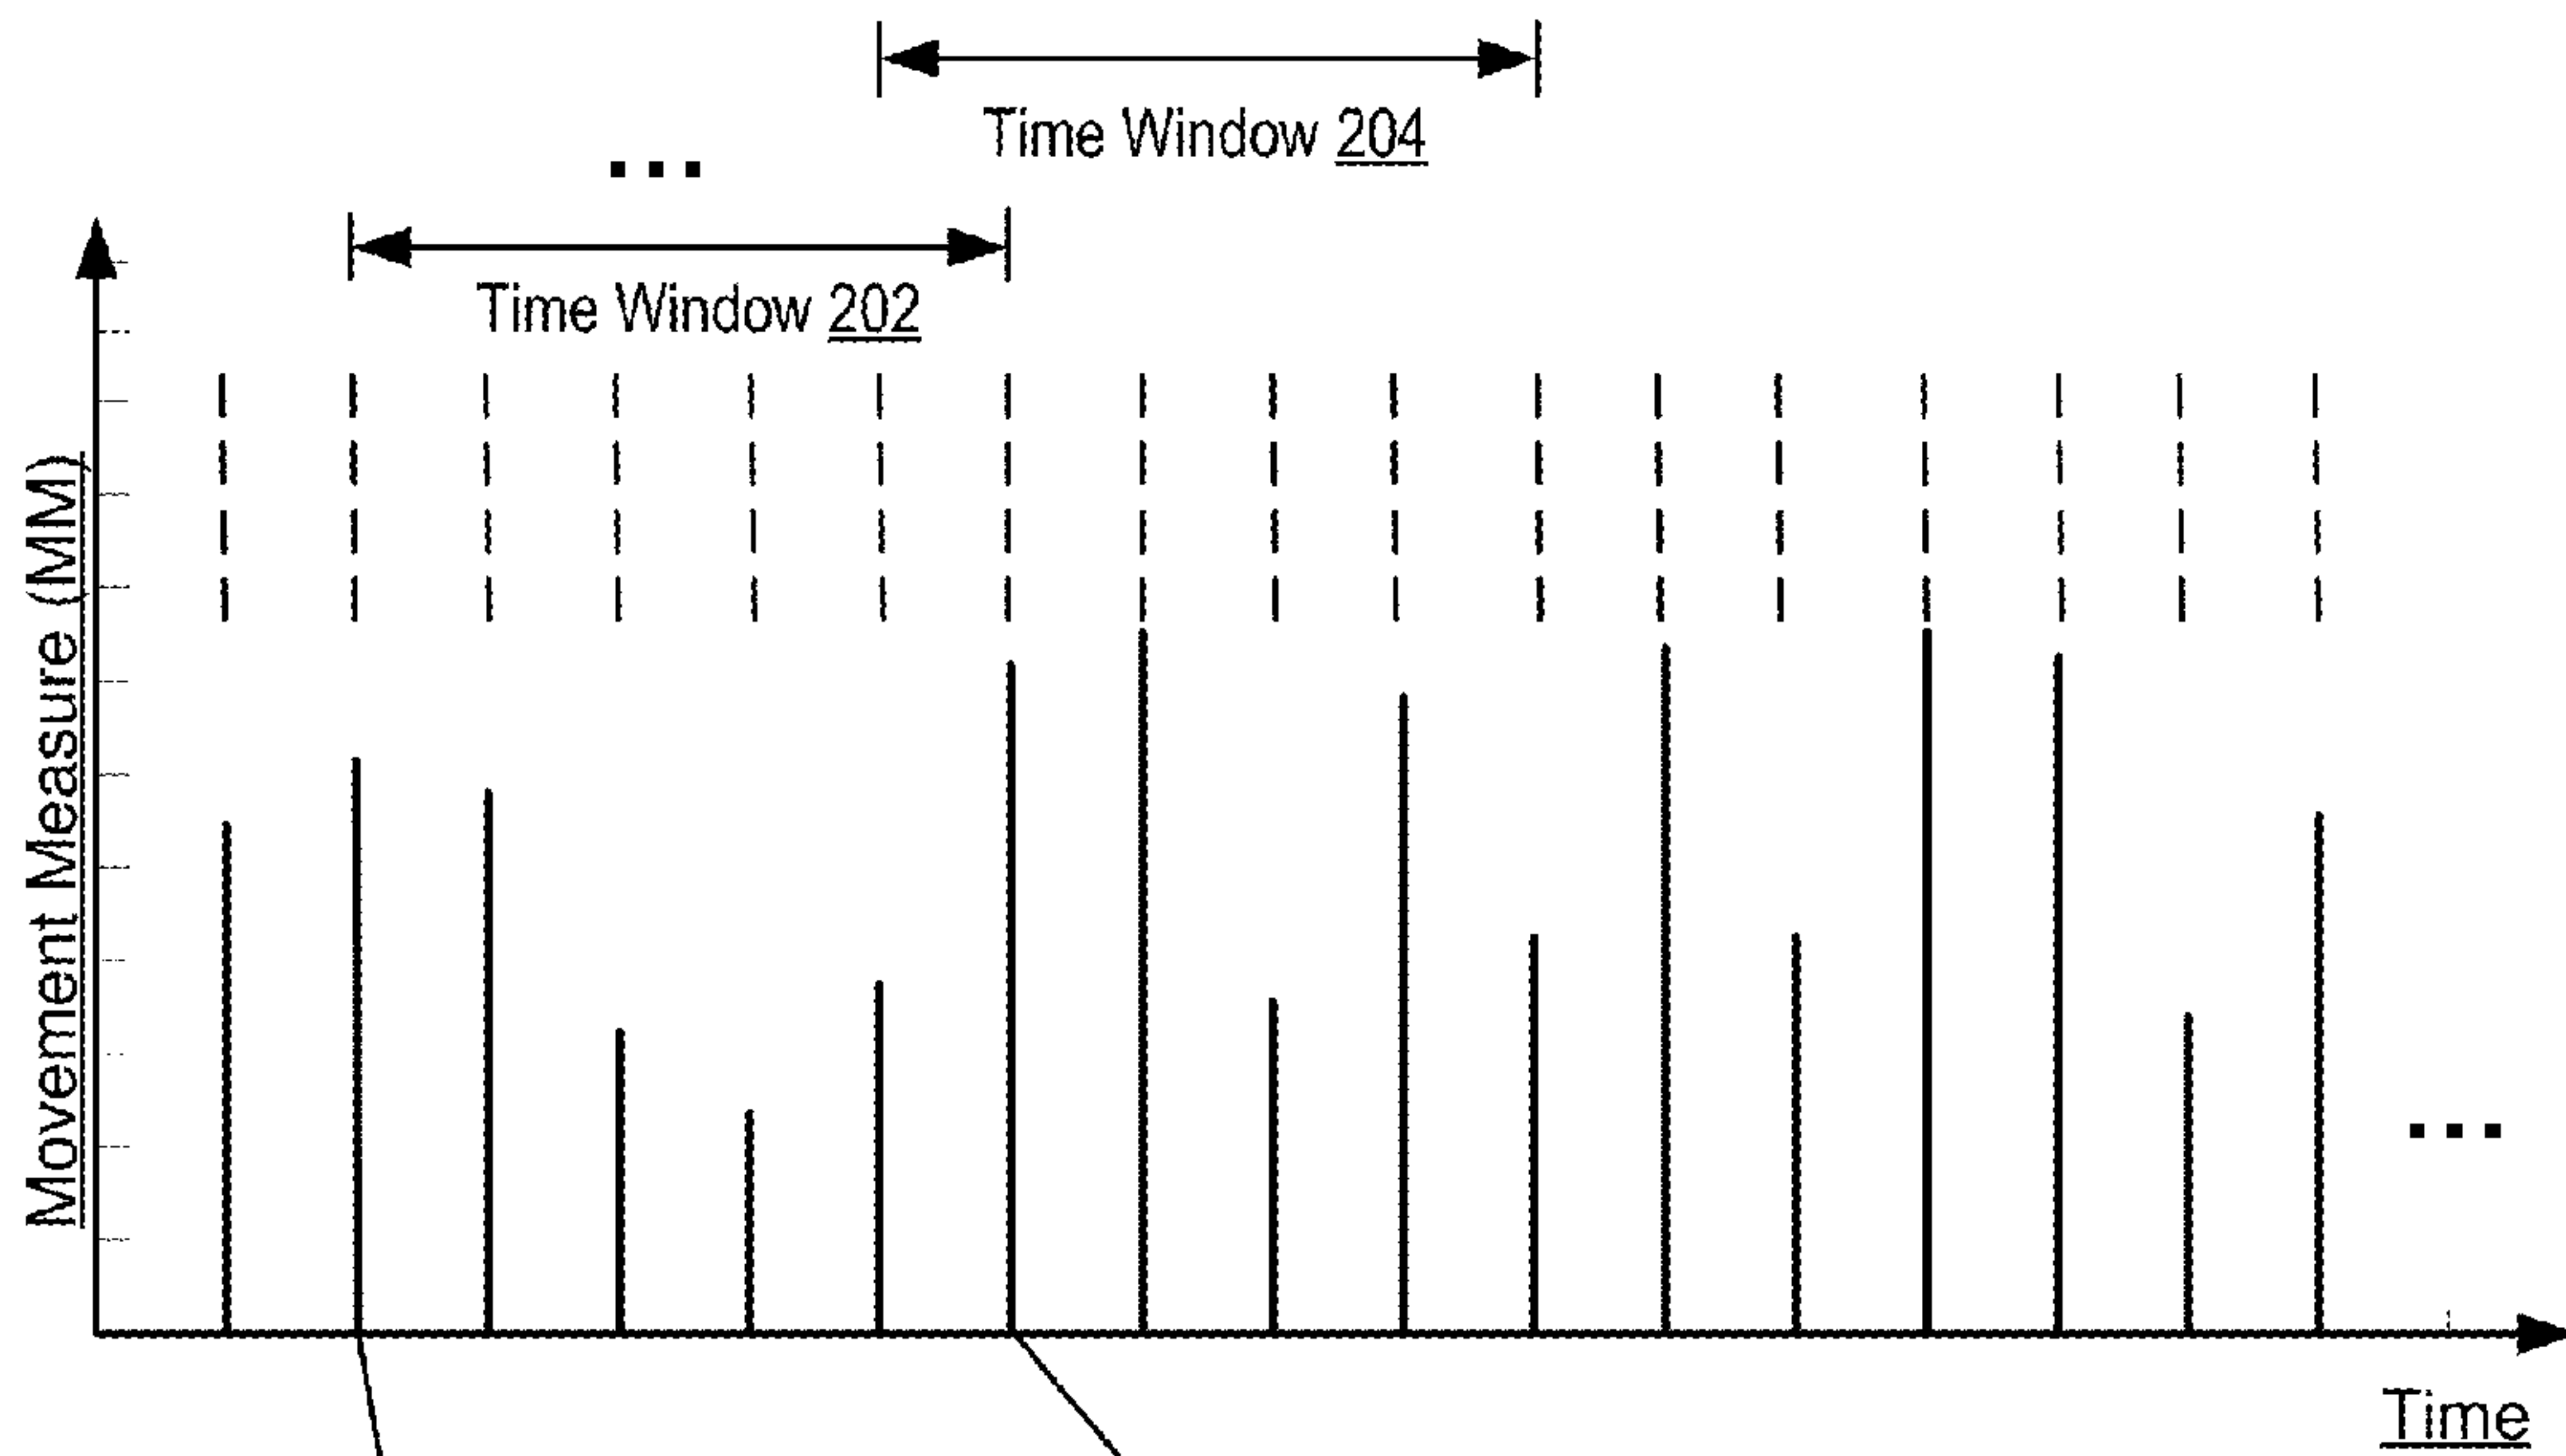 Time Window 204
...
Time Window 202
Movement Measure (MM)
...
Time